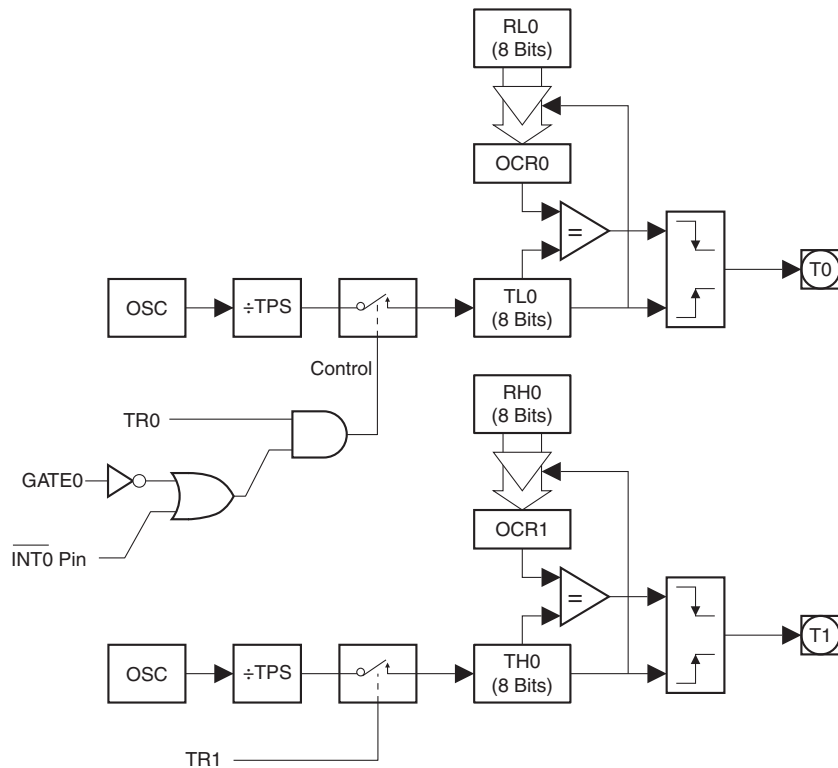 RL0
(8 Bits)
OCR0
=
T0
OSC
÷TPS
TL0
(8 Bits)
Control
TR0
GATE0
INT0 Pin
RH0
(8 Bits)
OCR1
=
T1
OSC
÷TPS
TH0
(8 Bits)
TR1